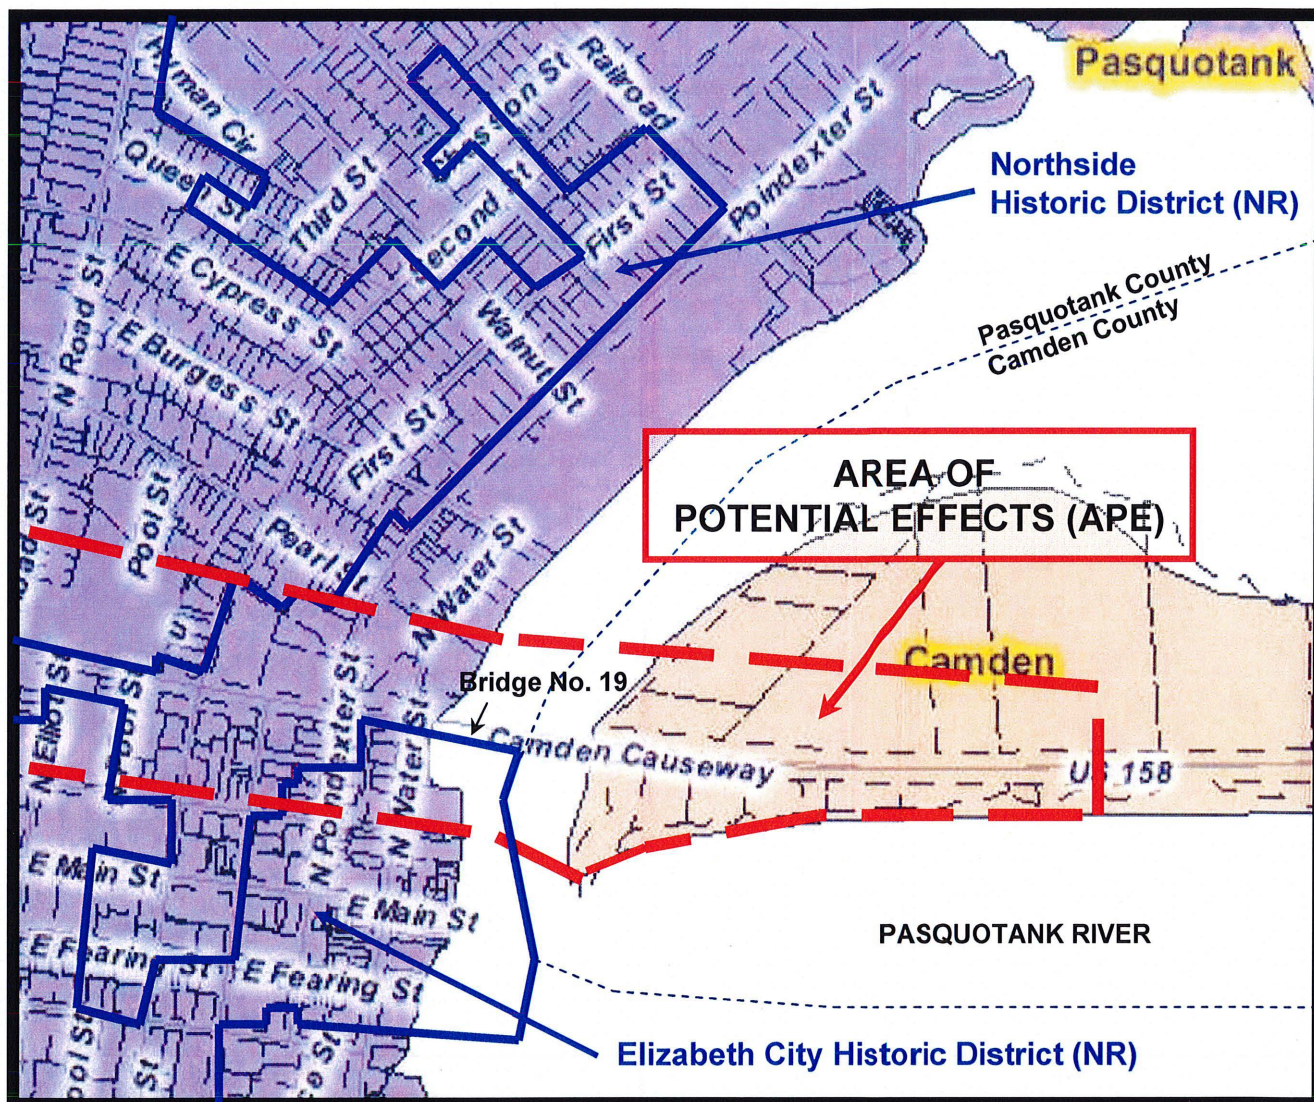 Pasquotank
Northside
Historic District (NR)
Pasquotank County
Camden County
Railroad
Poindexter St
Queen St
Third St
Second St
First St
E Cypress St
N Road St
E Burgess St
Walnut St
First St
AREA OF
POTENTIAL EFFECTS (APE)
Pool St
Pearl St
N Water St
Camden
Bridge No. 19
Camden Causeway
US 158
N Elliot St
N Poindexter St
N Water St
E Main St
E Main St
PASQUOTANK RIVER
E Fearing St
E Fearing St
St
Elizabeth City Historic District (NR)